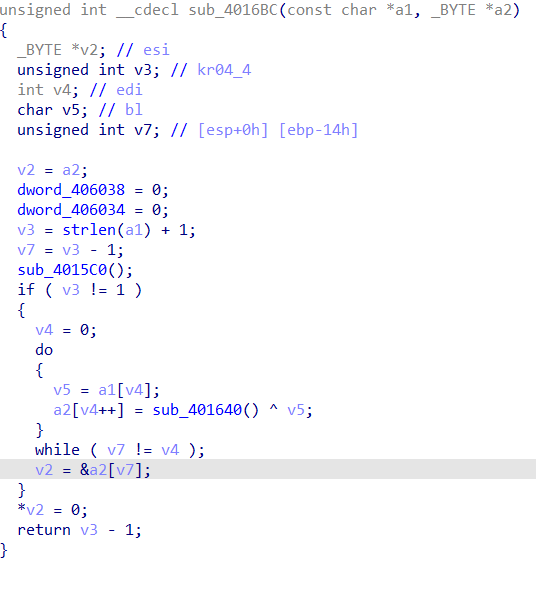 unsigned int __cdecl sub_4016BC(const char *a1, _BYTE *a2)
{
  _BYTE *v2; // esi
  unsigned int v3; // kr04_4
  int v4; // edi
  char v5; // bl
  unsigned int v7; // [esp+0h] [ebp-14h]

  v2 = a2;
  dword_406038 = 0;
  dword_406034 = 0;
  v3 = strlen(a1) + 1;
  v7 = v3 - 1;
  sub_4015C0();
  if ( v3 != 1 )
  {
    v4 = 0;
    do
    {
      v5 = a1[v4];
      a2[v4++] = sub_401640() ^ v5;
    }
    while ( v7 != v4 );
    v2 = &a2[v7];
  }
  *v2 = 0;
  return v3 - 1;
}